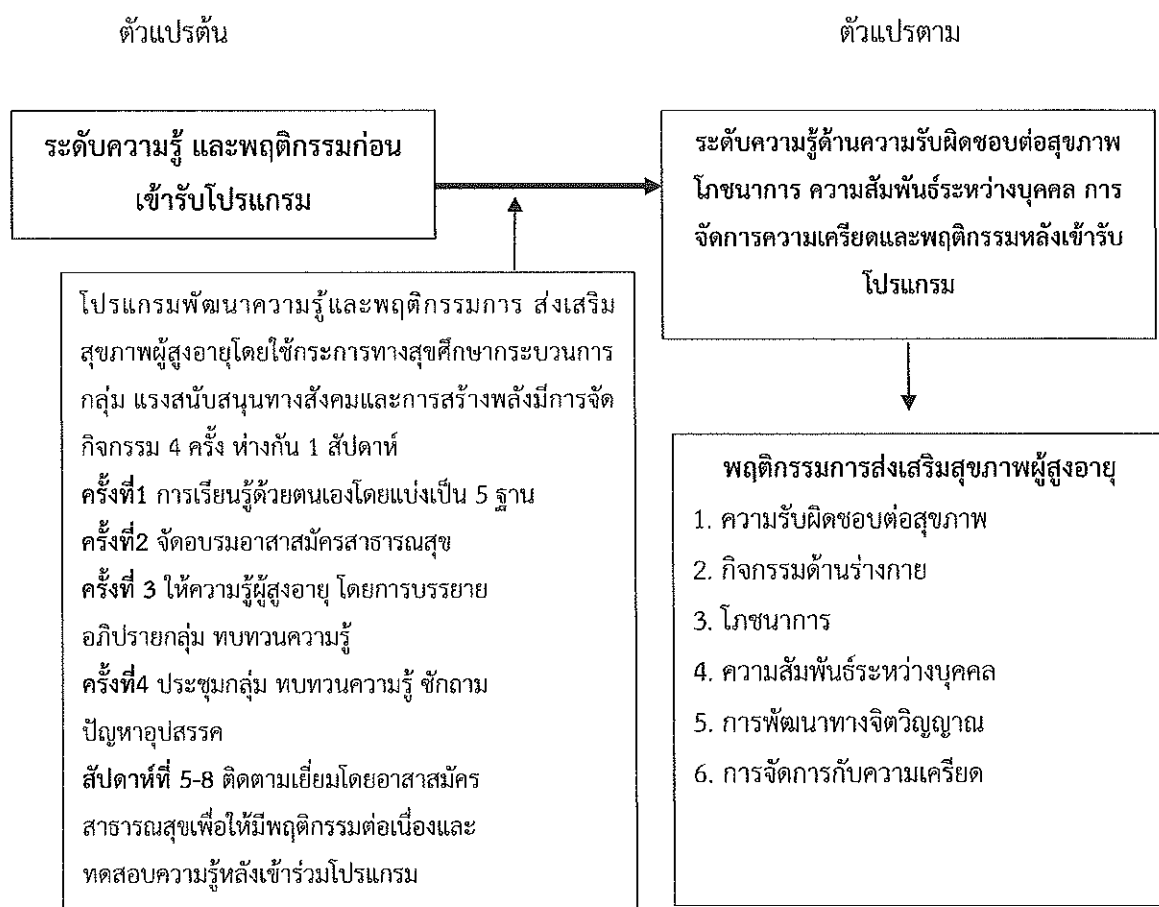 ตัวแปรต้น
ตัวแปรตาม
ระดับความรู้ และพฤติกรรมก่อน
เข้ารับโปรแกรม
ระดับความรู้ด้านความรับผิดชอบต่อสุขภาพ
โภชนาการ ความสัมพันธ์ระหว่างบุคคล การ
จัดการความเครียดและพฤติกรรมหลังเข้ารับ
โปรแกรม
โปรแกรมพัฒนาความรู้และพฤติกรรมการ ส่งเสริม
สุขภาพผู้สูงอายุโดยใช้กระการทางสุขศึกษากระบวนการ
กลุ่ม แรงสนับสนุนทางสังคมและการสร้างพลังมีการจัด
กิจกรรม 4 ครั้ง ห่างกัน 1 สัปดาห์
ครั้งที่1 การเรียนรู้ด้วยตนเองโดยแบ่งเป็น 5 ฐาน
ครั้งที่2 จัดอบรมอาสาสมัครสาธารณสุข
ครั้งที่ 3 ให้ความรู้ผู้สูงอายุ โดยการบรรยาย
อภิปรายกลุ่ม ทบทวนความรู้
ครั้งที่4 ประชุมกลุ่ม ทบทวนความรู้ ซักถาม
ปัญหาอุปสรรค
สัปดาห์ที่ 5-8 ติดตามเยี่ยมโดยอาสาสมัคร
สาธารณสุขเพื่อให้มีพฤติกรรมต่อเนื่องและ
ทดสอบความรู้หลังเข้าร่วมโปรแกรม
พฤติกรรมการส่งเสริมสุขภาพผู้สูงอายุ
1. ความรับผิดชอบต่อสุขภาพ
2. กิจกรรมด้านร่างกาย
3. โภชนาการ
4. ความสัมพันธ์ระหว่างบุคคล
5. การพัฒนาทางจิตวิญญาณ
6. การจัดการกับความเครียด